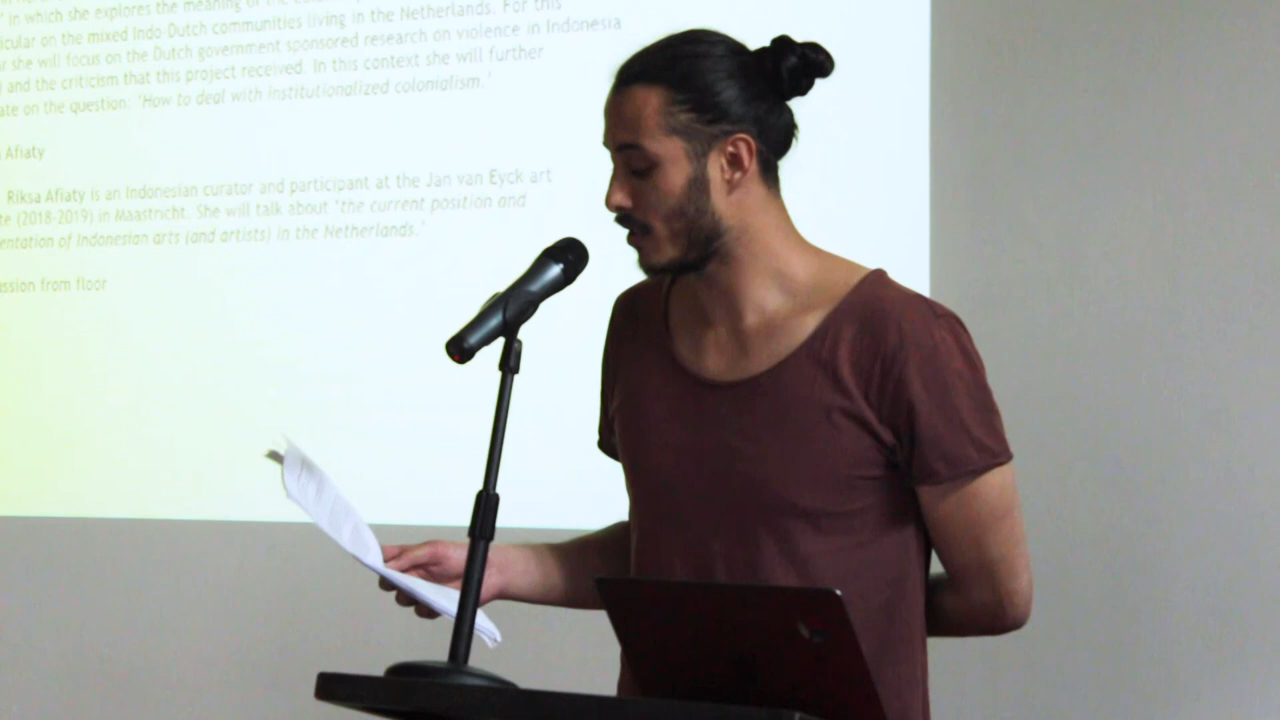 ' in which she explores the meaning of the
icular on the mixed Indo-Dutch communities living in the Netherlands. For this
r she will focus on the Dutch government sponsored research on violence in Indonesia
and the criticism that this project received. In this context she will further
ate on the question: 'How to deal with institutionalized colonialism.'
Afiaty
Riksa Afiaty is an Indonesian curator and participant at the Jan van Eyck art
te (2018-2019) in Maastricht. She will talk about 'the current position and
entation of Indonesian arts (and artists) in the Netherlands.'
ussion from floor